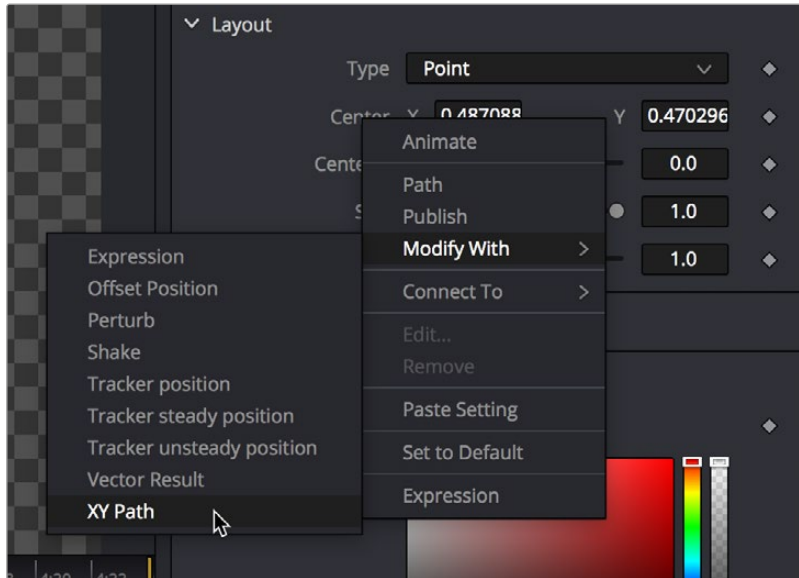 Layout
Type Point
Center X 0.487088 Y 0.470296
Cente 0.0
S 1.0
1.0
Animate
Path
Publish
Modify With
Connect To
Edit...
Remove
Paste Setting
Set to Default
Expression
Expression
Offset Position
Perturb
Shake
Tracker position
Tracker steady position
Tracker unsteady position
Vector Result
XY Path